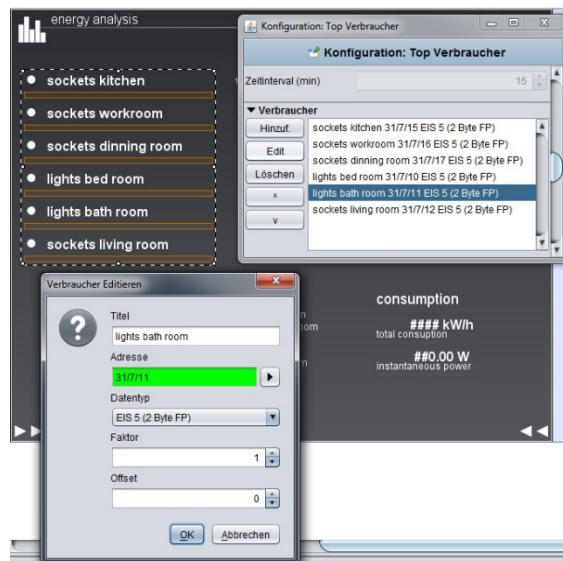 energy analysis
sockets kitchen
sockets workroom
sockets dinning room
lights bed room
lights bath room
sockets living room
Konfiguration: Top Verbraucher
Konfiguration: Top Verbraucher
Zeitinterval (min)
15
Verbraucher
Hinzuf.
Edit
Löschen
sockets kitchen 31/7/15 EIS 5 (2 Byte FP)
sockets workroom 31/7/16 EIS 5 (2 Byte FP)
sockets dinning room 31/7/17 EIS 5 (2 Byte FP)
lights bed room 31/7/10 EIS 5 (2 Byte FP)
lights bath room 31/7/11 EIS 5 (2 Byte FP)
sockets living room 31/7/12 EIS 5 (2 Byte FP)
Verbraucher Editieren
Titel
lights bath room
Adresse
31/7/11
Datentyp
EIS 5 (2 Byte FP)
Faktor
1
Offset
0
OK
Abbrechen
consumption
#### kW/h
total consuption
##0.00 W
instantaneous power